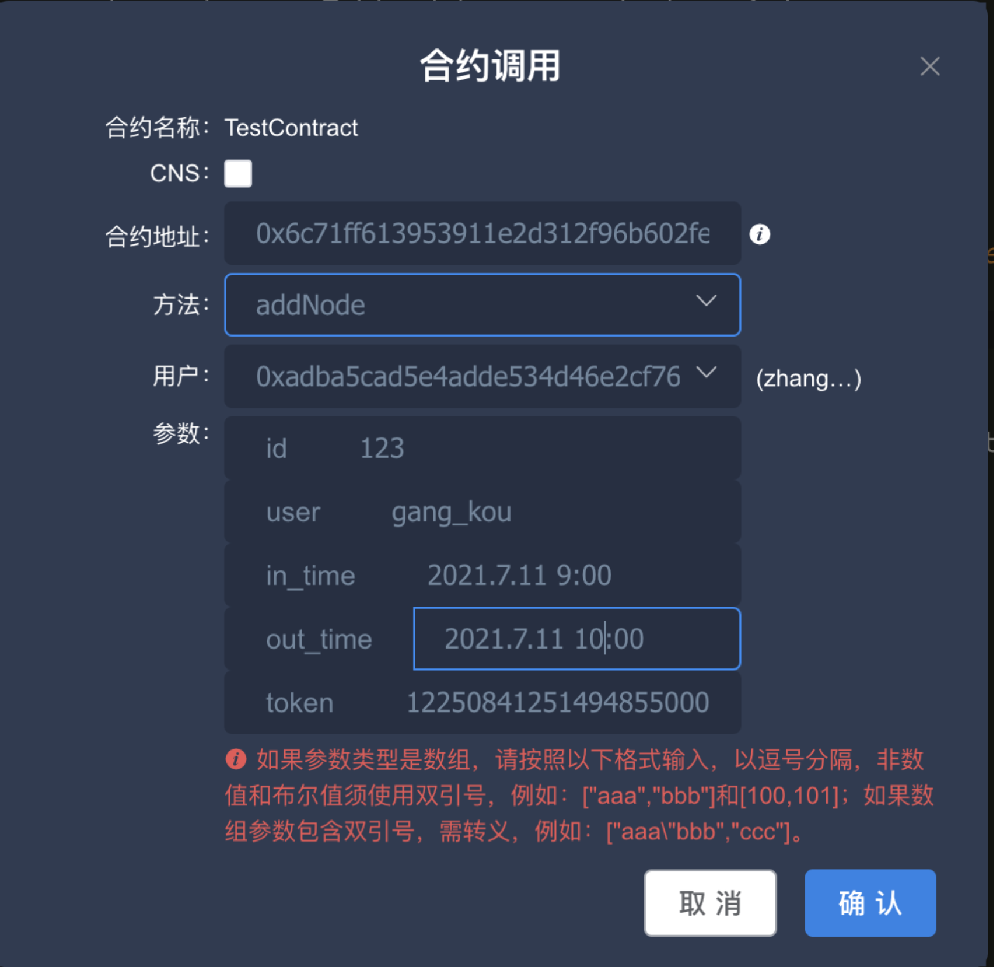 合约调用
合约名称： TestContract
CNS：
合约地址： 0x6c71ff613953911e2d312f96b602fe
方法： addNode
用户： 0xadba5cad5e4adde534d46e2cf76 (zhang...)
参数： id 123
user gang_kou
in_time 2021.7.11 9:00
out_time 2021.7.11 10:00
token 12250841251494855000
如果参数类型是数组，请按照以下格式输入，以逗号分隔，非数
值和布尔值须使用双引号，例如：["aaa","bbb"]和[100,101]；如果数
组参数包含双引号，需转义，例如：["aaa\"bbb","ccc"]。
取 消 确 认